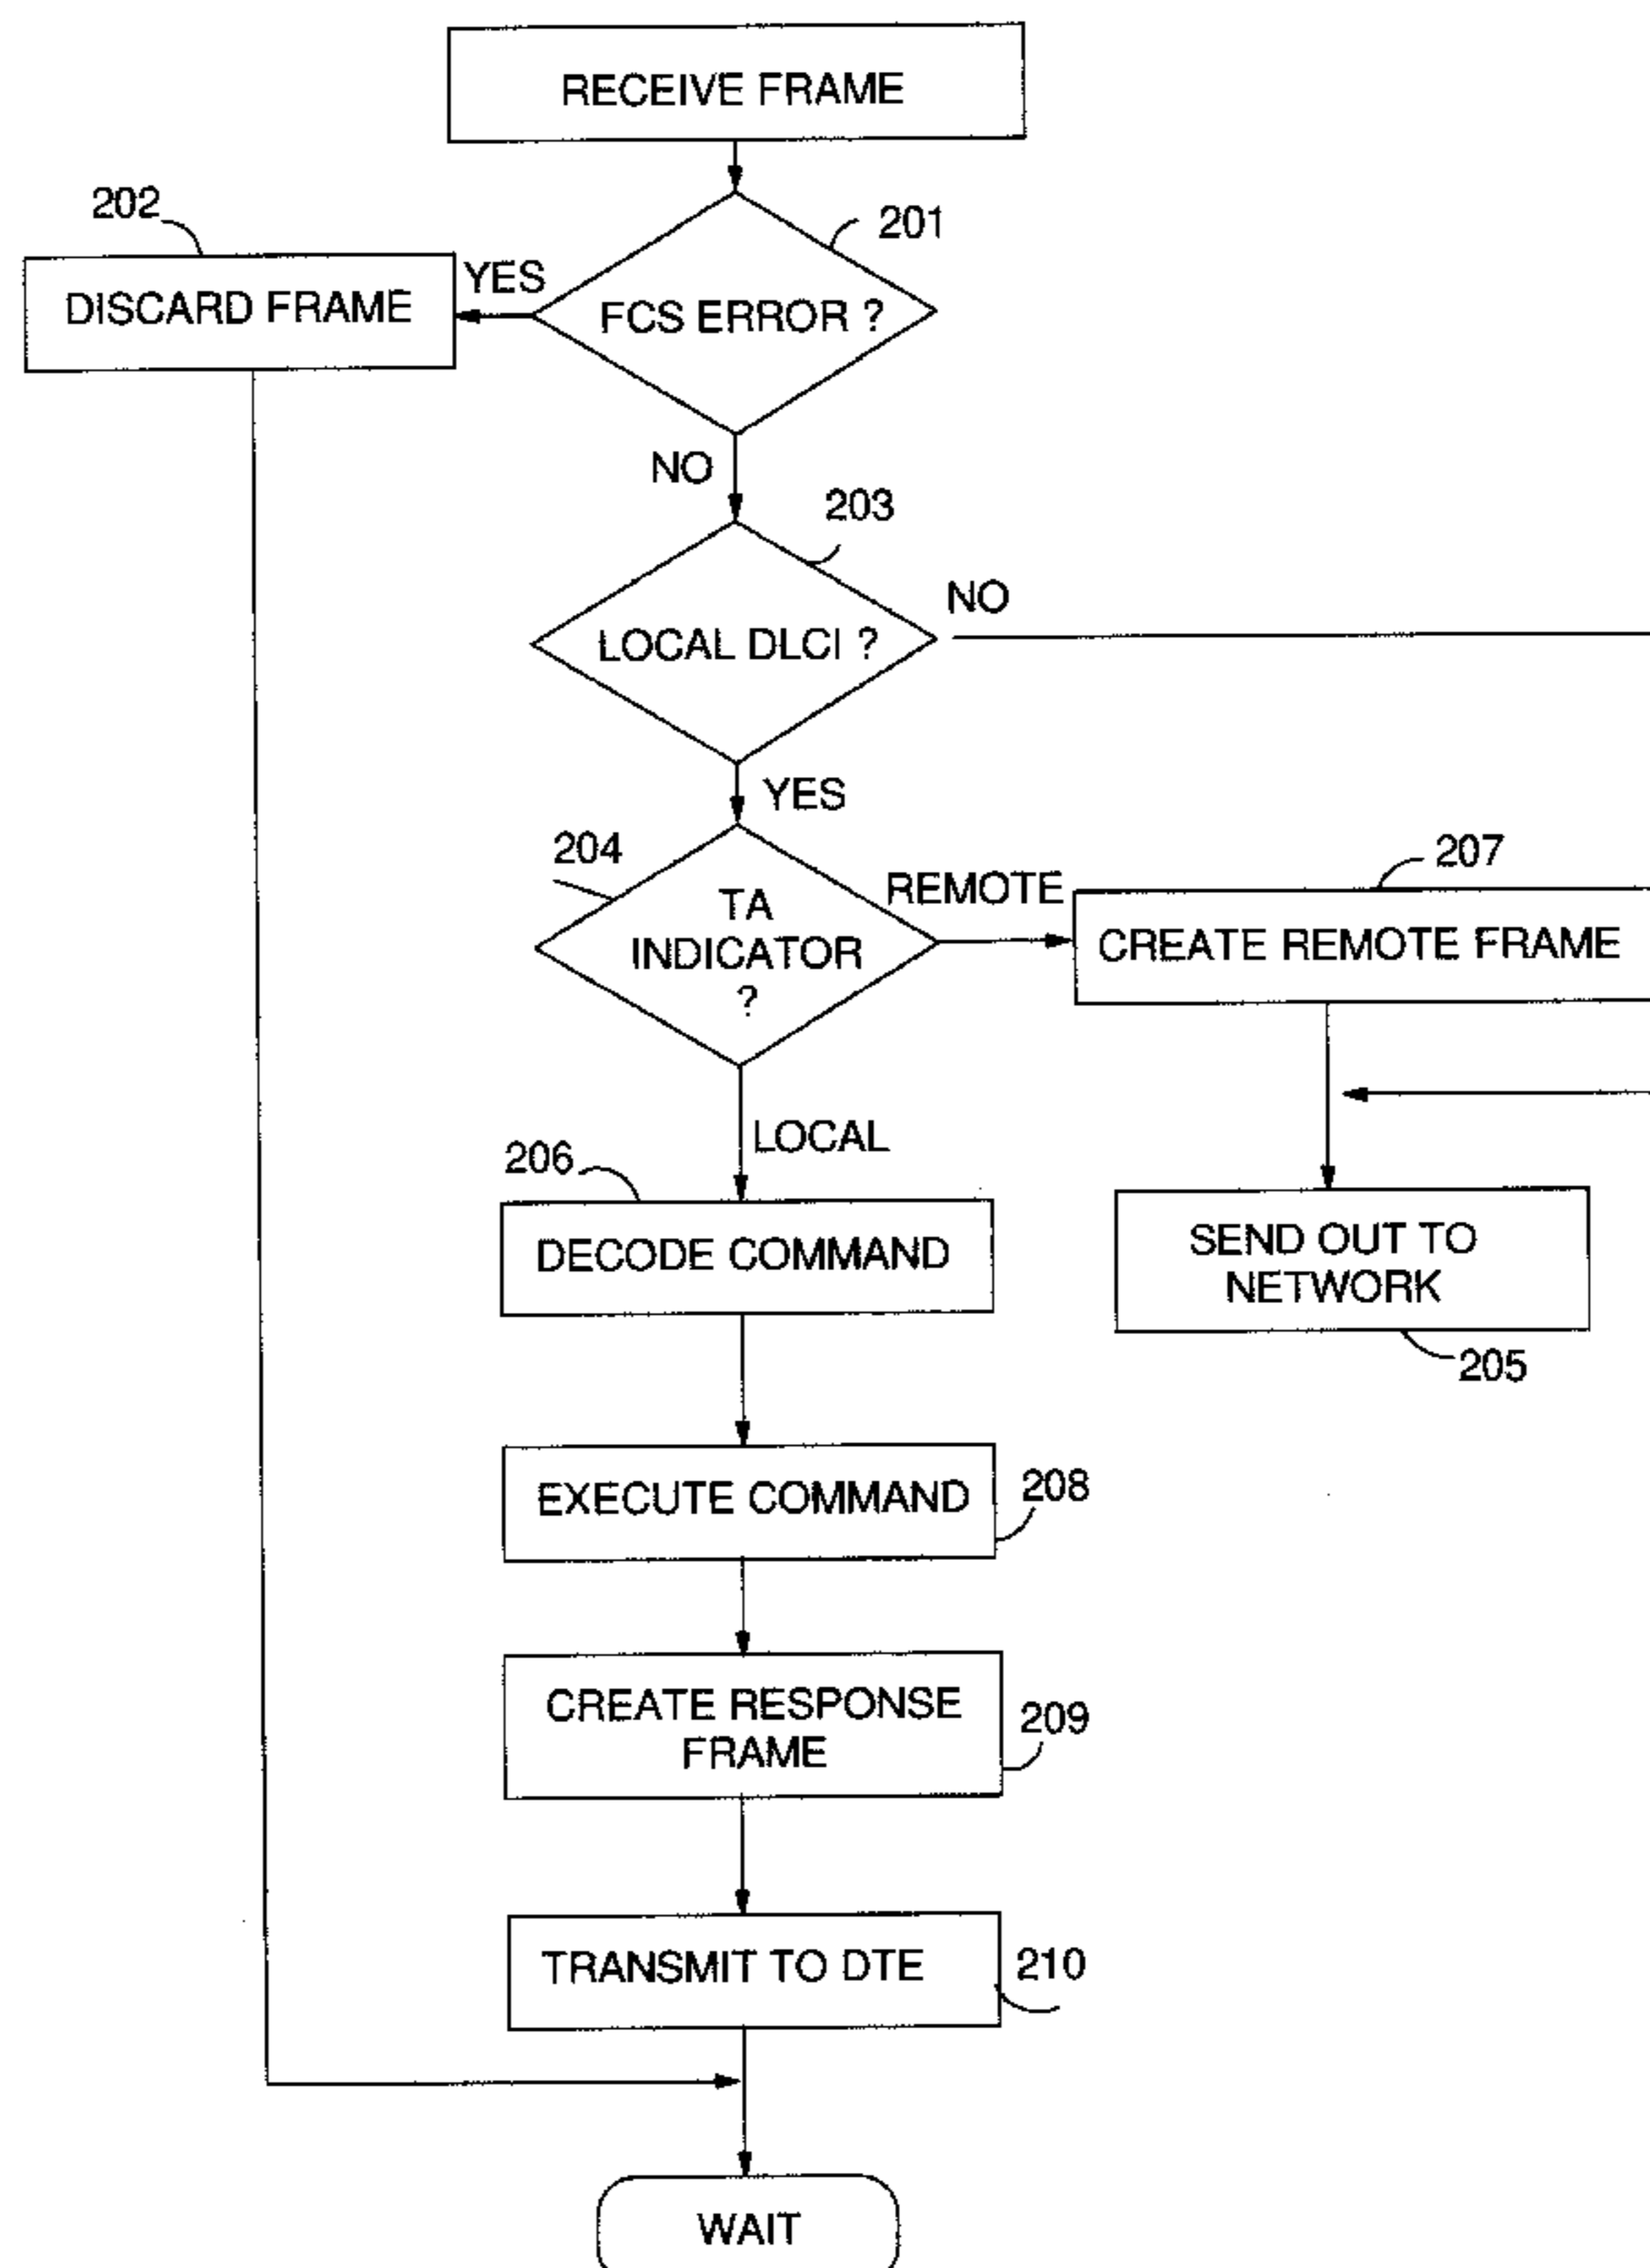 RECEIVE FRAME
202
201
YES
DISCARD FRAME
FCS ERROR ?
NO
203
NO
LOCAL DLCI ?
YES
204
207
REMOTE
TA
INDICATOR
?
CREATE REMOTE FRAME
LOCAL
206
DECODE COMMAND
SEND OUT TO
NETWORK
205
EXECUTE COMMAND
208
CREATE RESPONSE
FRAME
209
TRANSMIT TO DTE
210
WAIT